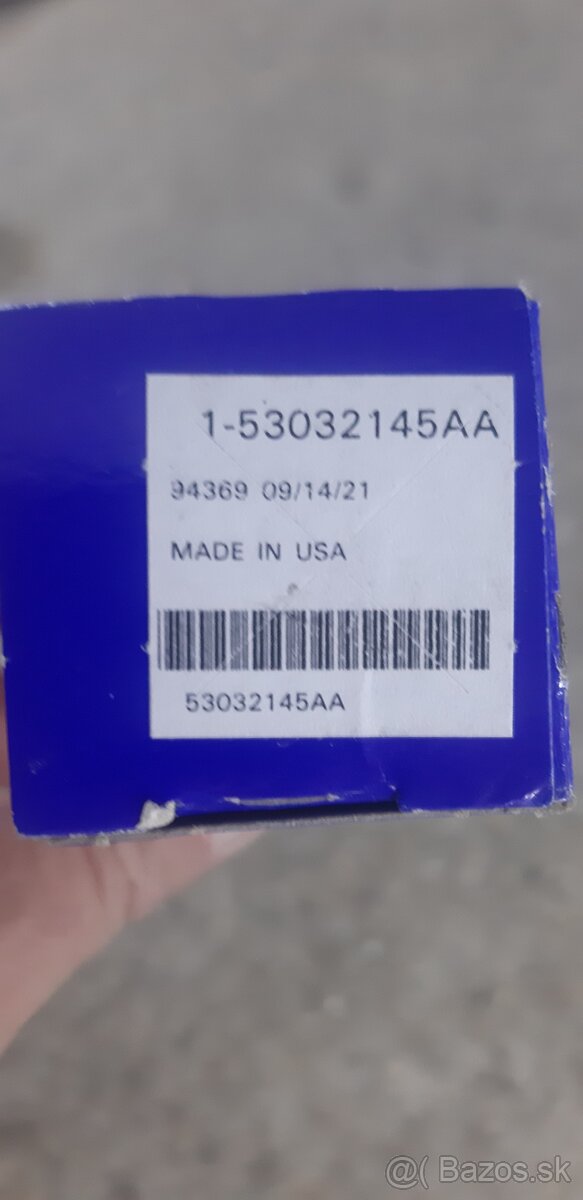 1-53032145AA
94369 09/14/21
MADE IN USA
53032145AA
@( Bazos.sk